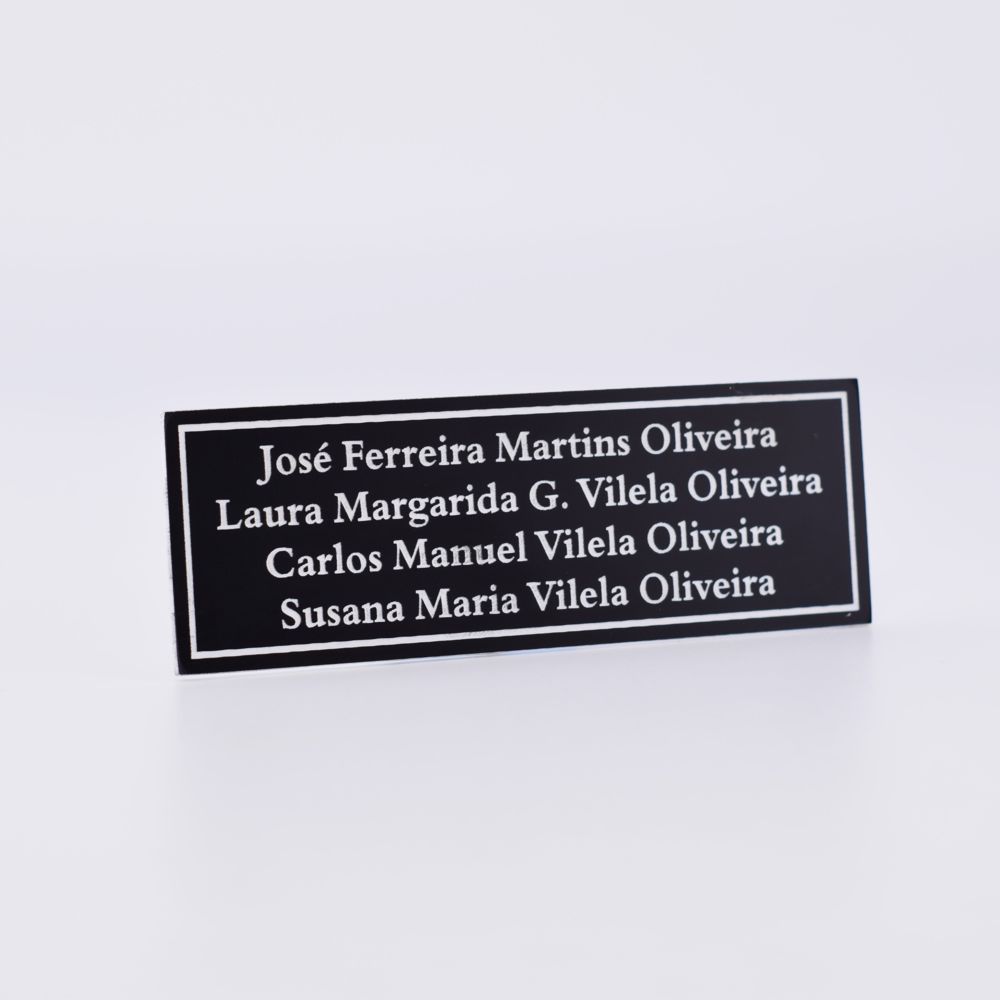 José Ferreira Martins Oliveira
Laura Margarida G. Vilela Oliveira
Carlos Manuel Vilela Oliveira
Susana Maria Vilela Oliveira